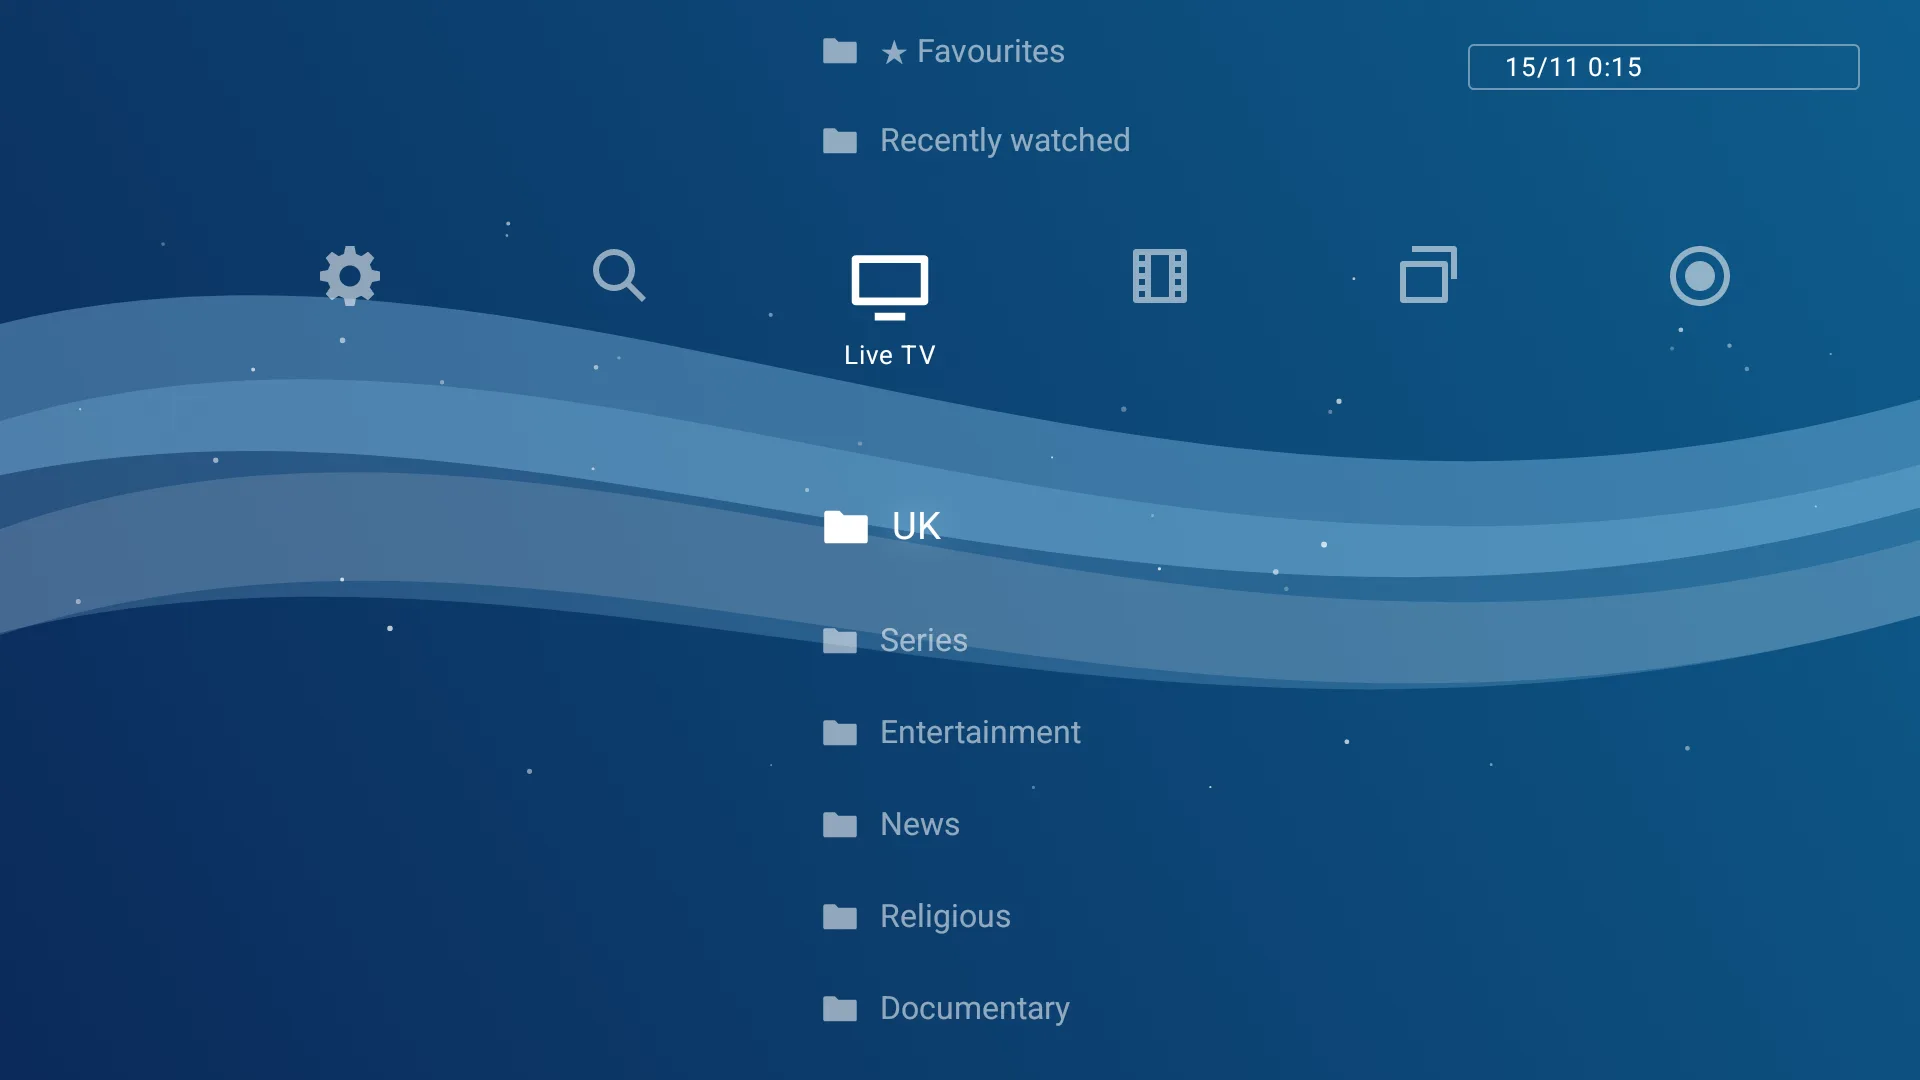 ★ Favourites
15/11 0:15
Recently watched
Live TV
UK
Series
Entertainment
News
Religious
Documentary